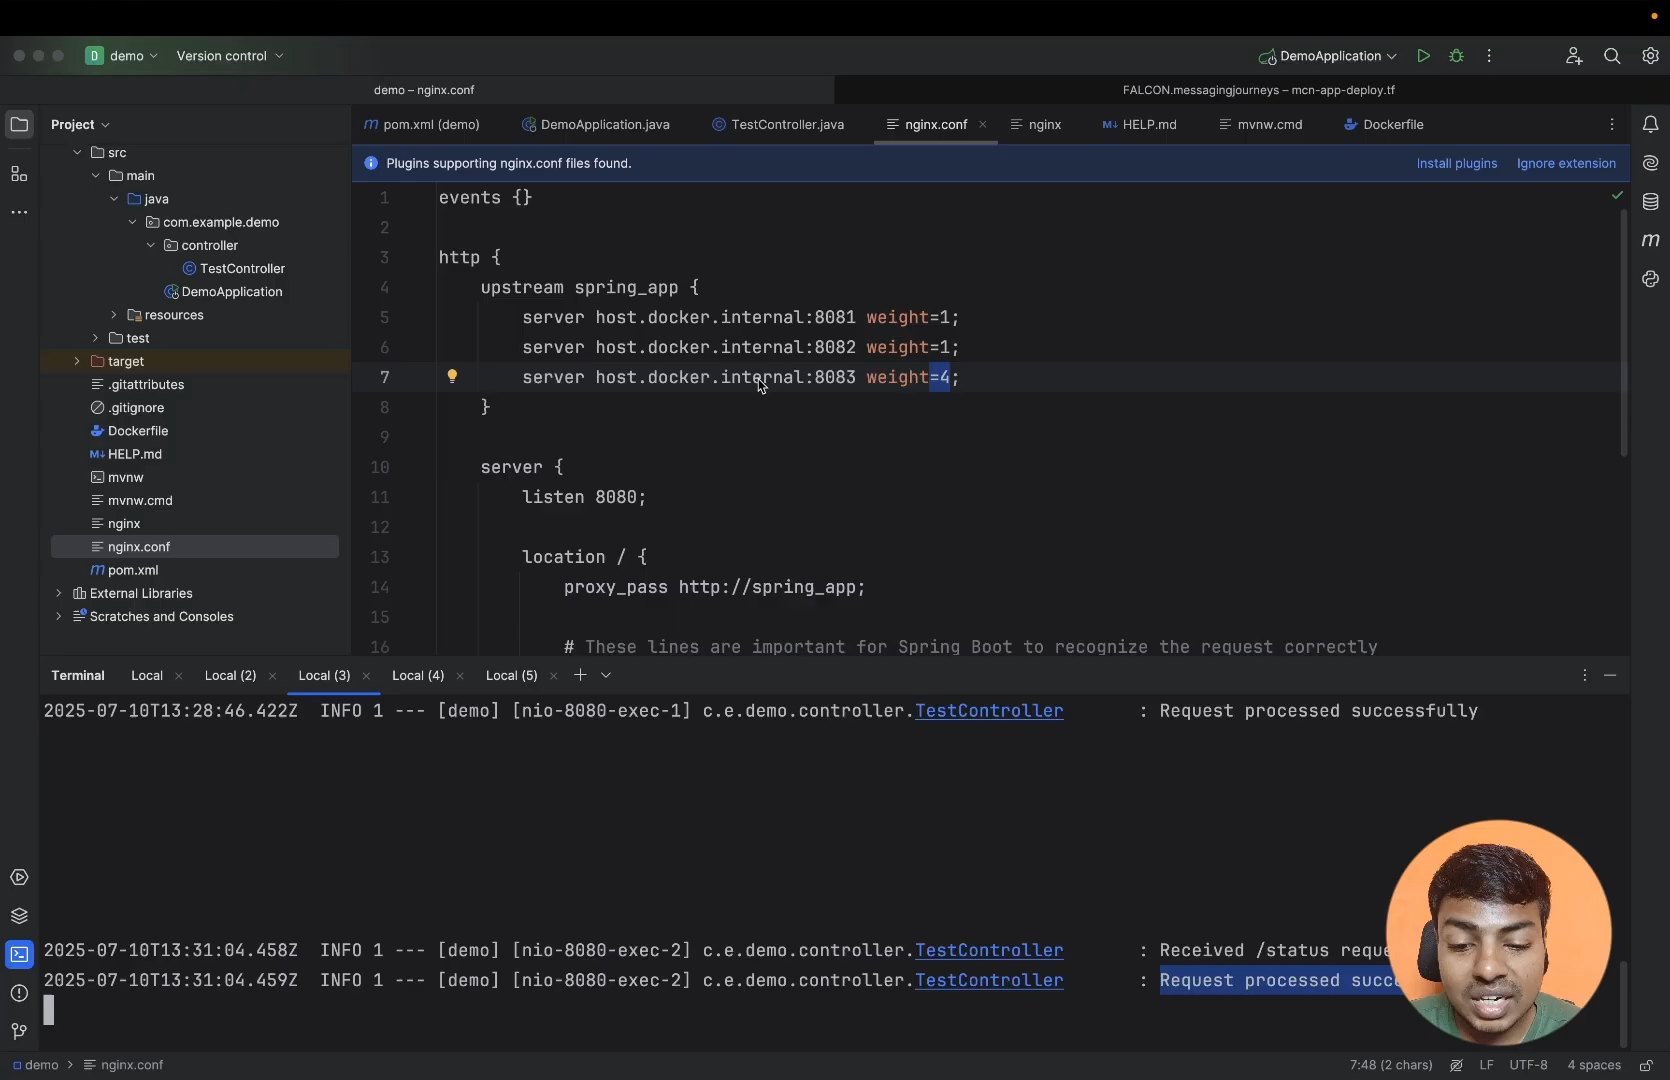 D demo Version control DemoApplication
demo – nginx.conf FALCON.messagingjourneys – mcn-app-deploy.tf
Project
pom.xml (demo) DemoApplication.java TestController.java nginx.conf nginx HELP.md mvnw.cmd Dockerfile
Plugins supporting nginx.conf files found. Install plugins Ignore extension
src
main
java
com.example.demo
controller
TestController
DemoApplication
resources
test
target
.gitattributes
.gitignore
Dockerfile
HELP.md
mvnw
mvnw.cmd
nginx
nginx.conf
pom.xml
External Libraries
Scratches and Consoles
1 events {}
2
3 http {
4 upstream spring_app {
5 server host.docker.internal:8081 weight=1;
6 server host.docker.internal:8082 weight=1;
7 server host.docker.internal:8083 weight=4;
8 }
9
10 server {
11 listen 8080;
12
13 location / {
14 proxy_pass http://spring_app;
15
16 # These lines are important for Spring Boot to recognize the request correctly
Terminal Local Local (2) Local (3) Local (4) Local (5)
2025-07-10T13:28:46.422Z INFO 1 --- [demo] [nio-8080-exec-1] c.e.demo.controller.TestController : Request processed successfully
2025-07-10T13:31:04.458Z INFO 1 --- [demo] [nio-8080-exec-2] c.e.demo.controller.TestController : Received /status
2025-07-10T13:31:04.459Z INFO 1 --- [demo] [nio-8080-exec-2] c.e.demo.controller.TestController : Request processed
demo > nginx.conf 7:48 (2 chars) LF UTF-8 4 spaces